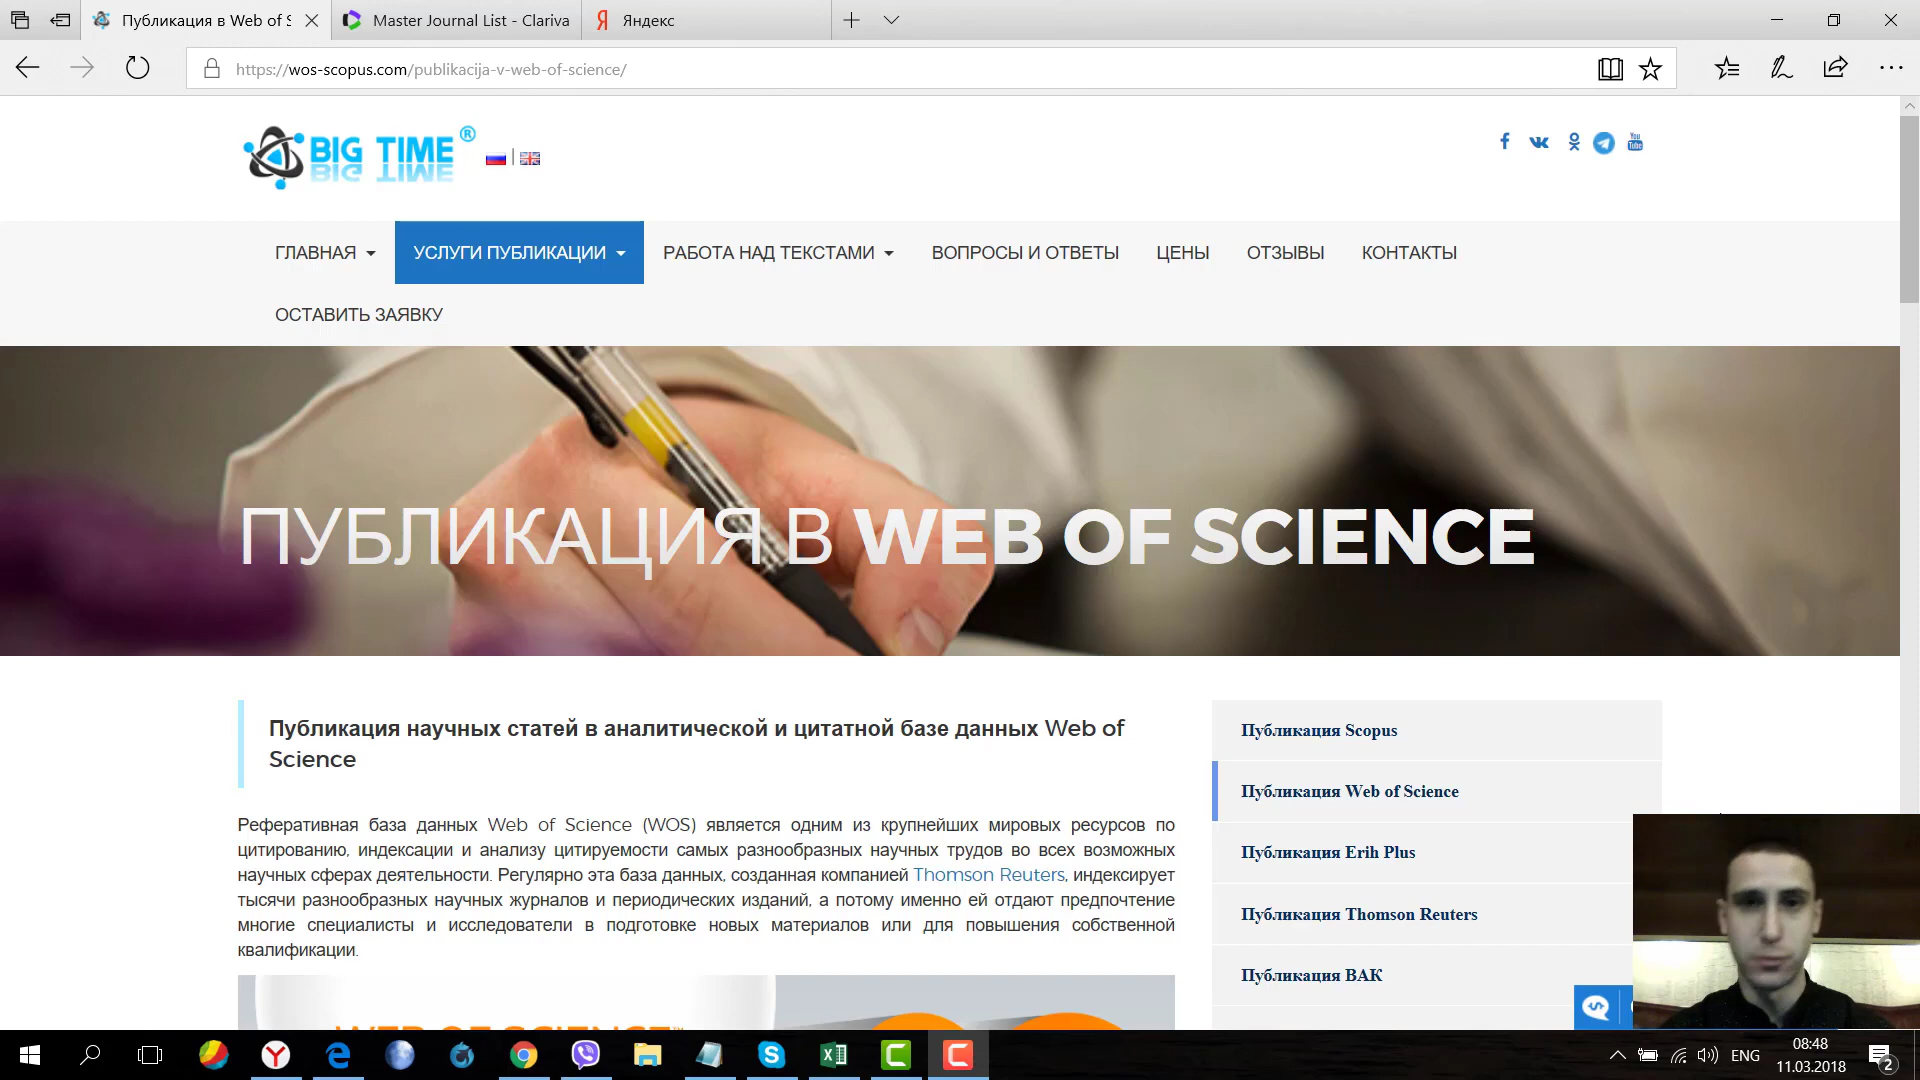 Публикация в Web of S
Master Journal List - Clariva
Яндекс
https://wos-scopus.com/publikacija-v-web-of-science/
BIG TIME ®
You
Tube
ГЛАВНАЯ
УСЛУГИ ПУБЛИКАЦИИ
РАБОТА НАД ТЕКСТАМИ
ВОПРОСЫ И ОТВЕТЫ
ЦЕНЫ
ОТЗЫВЫ
КОНТАКТЫ
ОСТАВИТЬ ЗАЯВКУ
ПУБЛИКАЦИЯ В WEB OF SCIENCE
Публикация научных статей в аналитической и цитатной базе данных Web of
Science
Реферативная база данных Web of Science (WOS) является одним из крупнейших мировых ресурсов по
цитированию, индексации и анализу цитируемости самых разнообразных научных трудов во всех возможных
научных сферах деятельности. Регулярно эта база данных, созданная компанией Thomson Reuters, индексирует
тысячи разнообразных научных журналов и периодических изданий, а потому именно ей отдают предпочтение
многие специалисты и исследователи в подготовке новых материалов или для повышения собственной
квалификации.
WEB OF SCIENCE™
Публикация Scopus
Публикация Web of Science
Публикация Erih Plus
Публикация Thomson Reuters
Публикация ВАК
ENG
08:48
11.03.2018
2